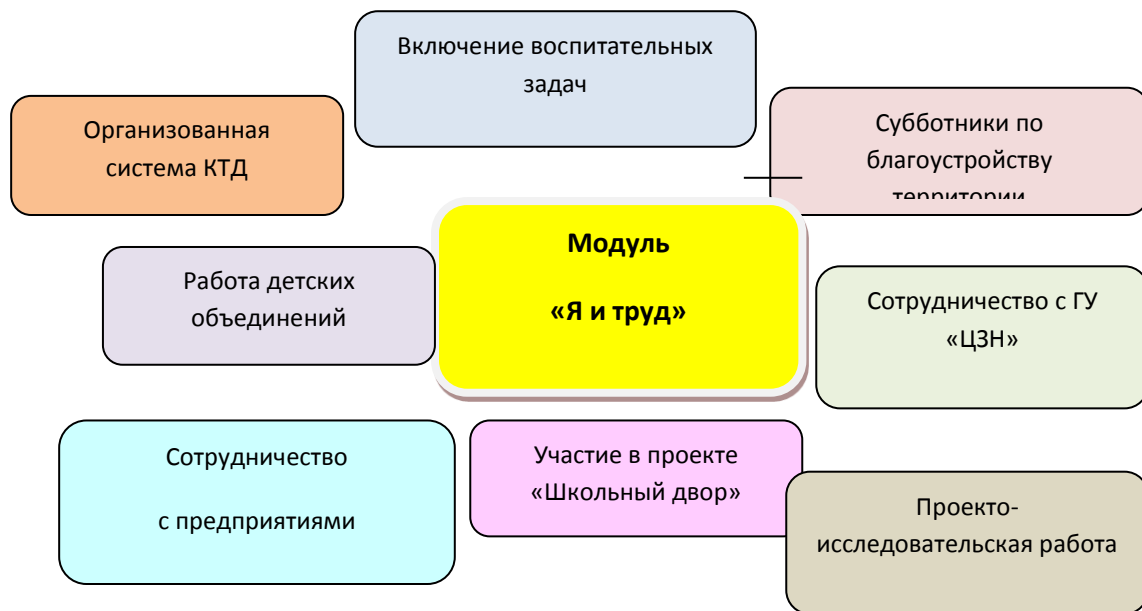 Включение воспитательных
задач
Организованная
система КТД
Субботники по
благоустройству
территории
Модуль
«Я и труд»
Работа детских
объединений
Сотрудничество с ГУ
«ЦЗН»
Сотрудничество
с предприятиями
Участие в проекте
«Школьный двор»
Проекто-
исследовательская работа